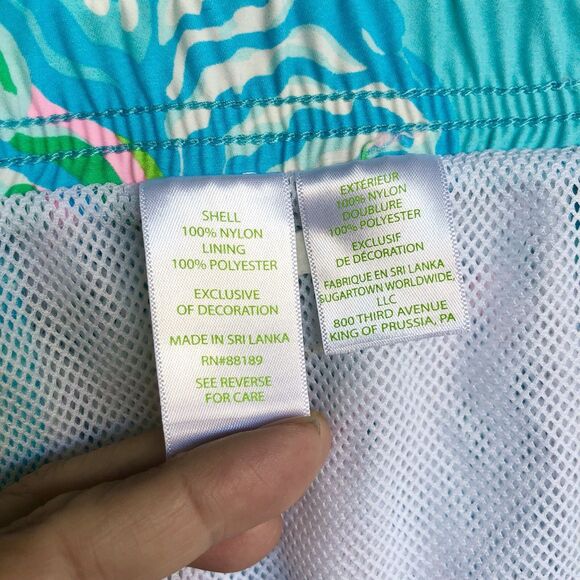 SHELL
100% NYLON
LINING
100% POLYESTER
EXCLUSIVE
OF DECORATION
MADE IN SRI LANKA
RN#88189
SEE REVERSE
FOR CARE
EXTÉRIEUR
100% NYLON
DOUBLURE
100% POLYESTER
EXCLUSIF
DE DÉCORATION
FABRIQUÉ EN SRI LANKA
SUGARTOWN WORLDWIDE,
LLC
800 THIRD AVENUE
KING OF PRUSSIA, PA